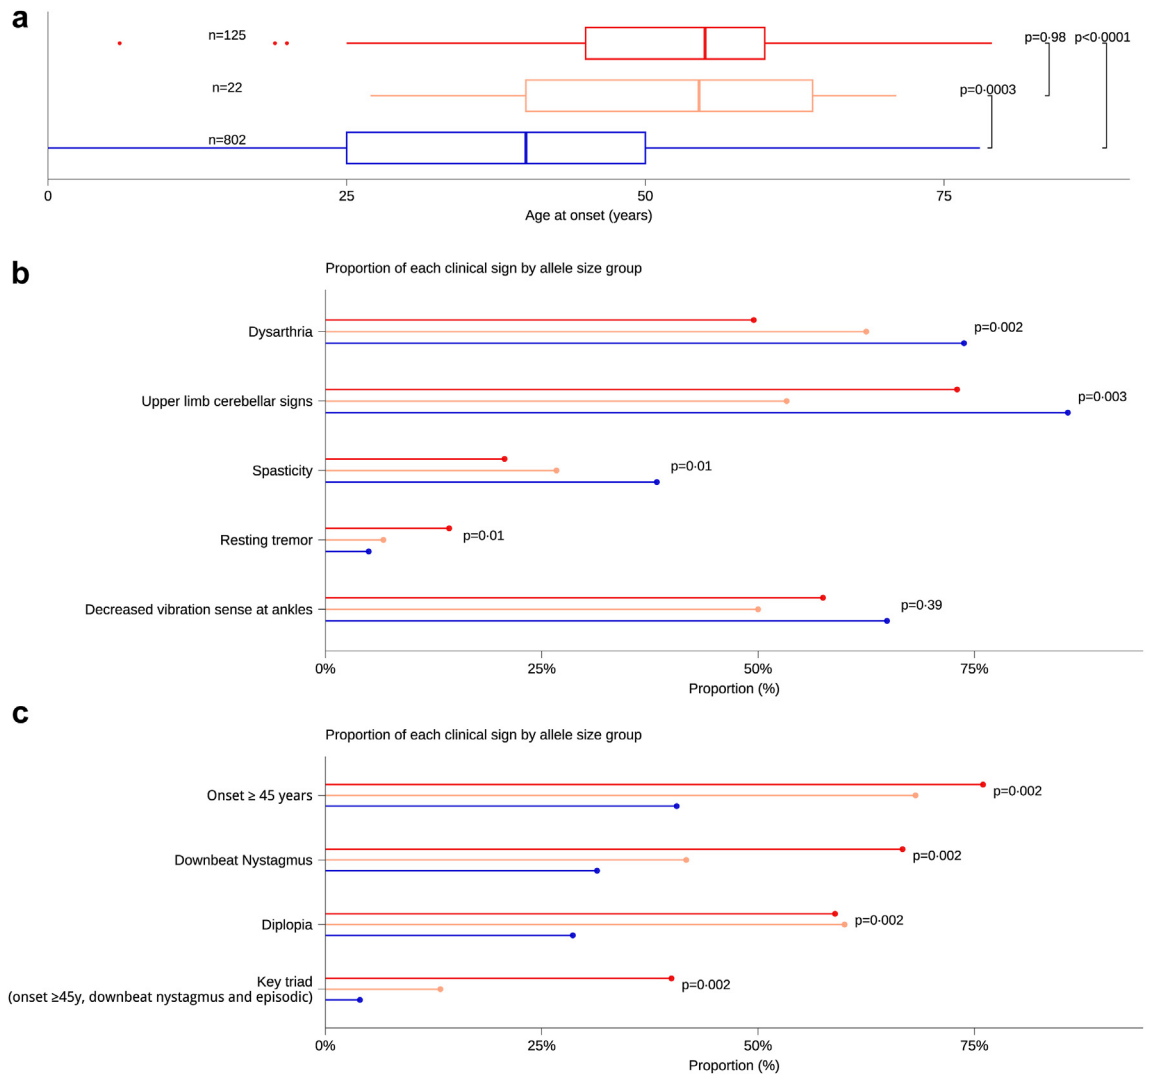 a
n=125
p=0·98 p<0·0001
n=22
p=0·0003
n=802
0 25 50 75
Age at onset (years)
b
Proportion of each clinical sign by allele size group
Dysarthria
p=0·002
Upper limb cerebellar signs
p=0·003
Spasticity
p=0·01
Resting tremor
p=0·01
Decreased vibration sense at ankles
p=0·39
0% 25% 50% 75%
Proportion (%)
c
Proportion of each clinical sign by allele size group
Onset ≥ 45 years
p=0·002
Downbeat Nystagmus
p=0·002
Diplopia
p=0·002
Key triad
p=0·002
(onset ≥45y, downbeat nystagmus and episodic)
0% 25% 50% 75%
Proportion (%)